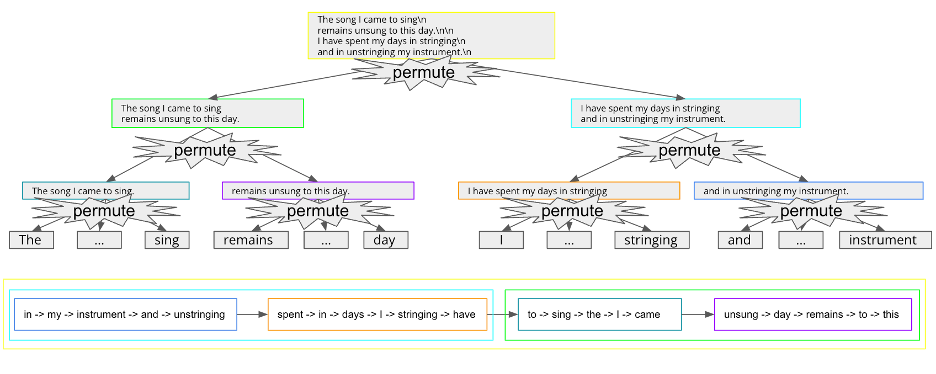 The song I came to sing\n
remains unsung to this day.\n\n
I have spent my days in stringing\n
and in unstringing my instrument.\n
permute
The song I came to sing
remains unsung to this day.
I have spent my days in stringing
and in unstringing my instrument.
permute
permute
The song I came to sing.
remains unsung to this day.
I have spent my days in stringing
and in unstringing my instrument.
permute
permute
permute
permute
The
...
sing
remains
...
day
I
...
stringing
and
...
instrument
in -> my -> instrument -> and -> unstringing
spent -> in -> days -> I -> stringing -> have
to -> sing -> the -> I -> came
unsung -> day -> remains -> to -> this